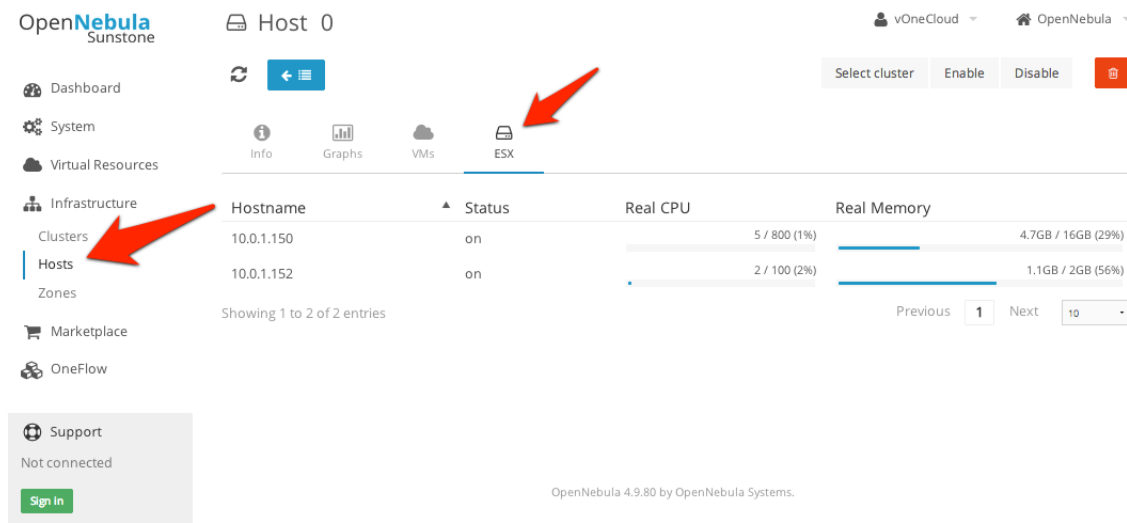 OpenNebula
Sunstone
Host 0
vOneCloud
OpenNebula
Select cluster
Enable
Disable
Dashboard
System
Virtual Resources
Infrastructure
Clusters
Hosts
Zones
Marketplace
OneFlow
Support
Not connected
Sign In
Info
Graphs
VMs
ESX
Hostname Status Real CPU Real Memory
10.0.1.150 on 5 / 800 (1%) 4.7GB / 16GB (29%)
10.0.1.152 on 2 / 100 (2%) 1.1GB / 2GB (56%)
Showing 1 to 2 of 2 entries
Previous 1 Next 10
OpenNebula 4.9.80 by OpenNebula Systems.